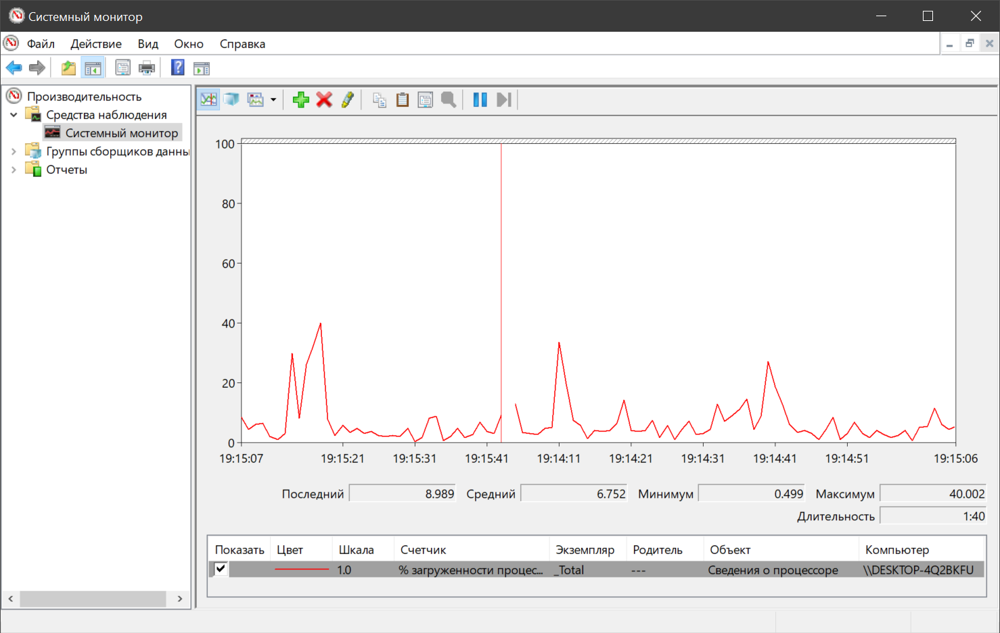 Системный монитор
Файл Действие Вид Окно Справка
Производительность
Средства наблюдения
Системный монитор
Группы сборщиков данны
Отчеты
100
80
60
40
20
0
19:15:07 19:15:21 19:15:31 19:15:41 19:14:11 19:14:21 19:14:31 19:14:41 19:14:51 19:15:06
Последний 8.989 Средний 6.752 Минимум 0.499 Максимум 40.002
Длительность 1:40
Показать Цвет Шкала Счетчик Экземпляр Родитель Объект Компьютер
1.0 % загруженности процес... _Total --- Сведения о процессоре \\DESKTOP-4Q2BKFU